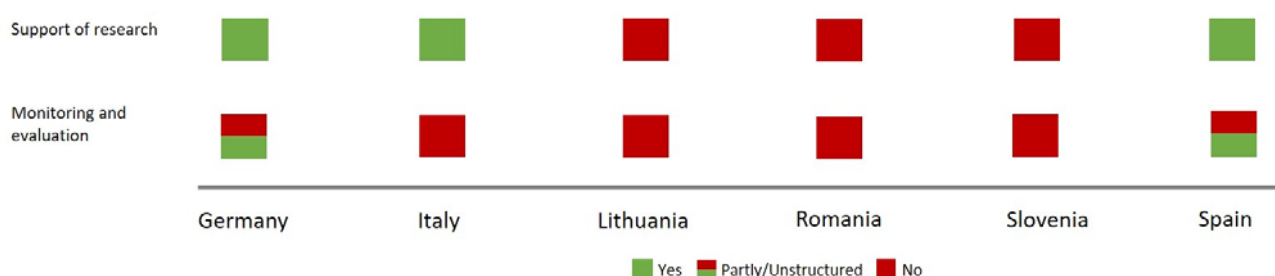 Support of research
Monitoring and
evaluation
Germany Italy Lithuania Romania Slovenia Spain
Yes Partly/Unstructured No